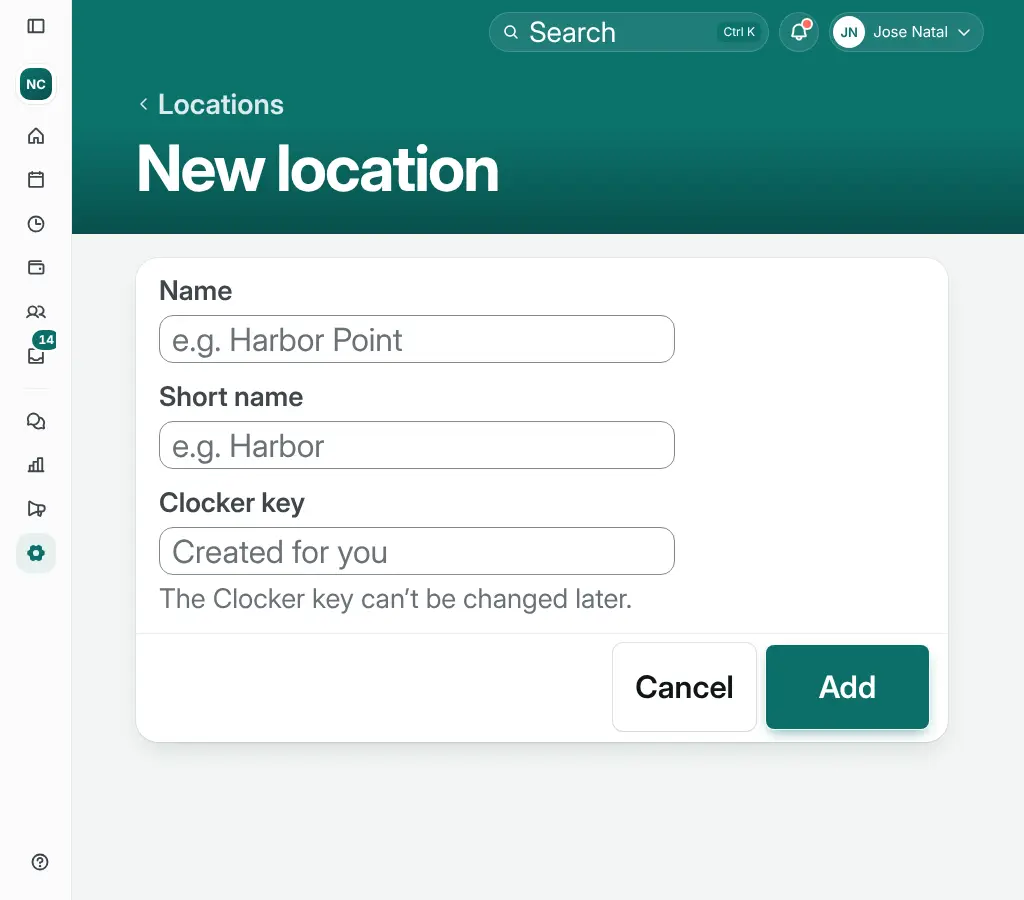 Search
Ctrl K
JN
Jose Natal
NC
Locations
New location
Name
e.g. Harbor Point
Short name
14
e.g. Harbor
Clocker key
Created for you
The Clocker key can’t be changed later.
Cancel
Add